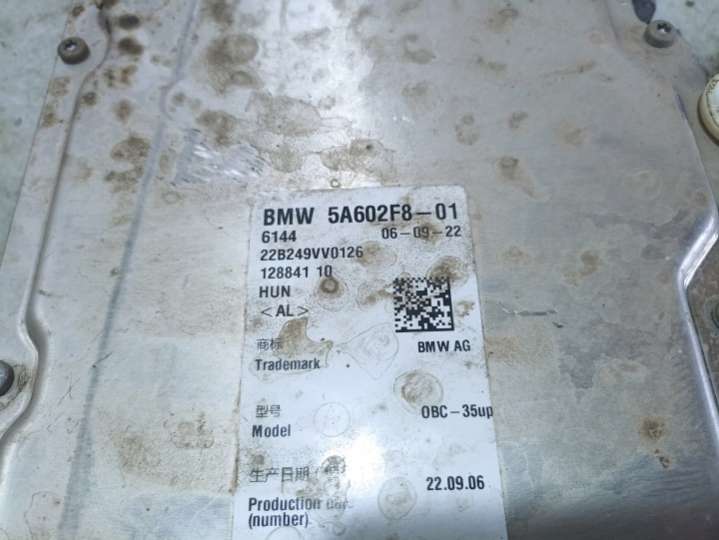 BMW 5A602F8-01
6144 06-09-22
22B249VV0126
128841 10
HUN
<AL>
商标
Trademark BMW AG
型号
Model OBC-35up
生产日期
Production 22.09.06
(number)